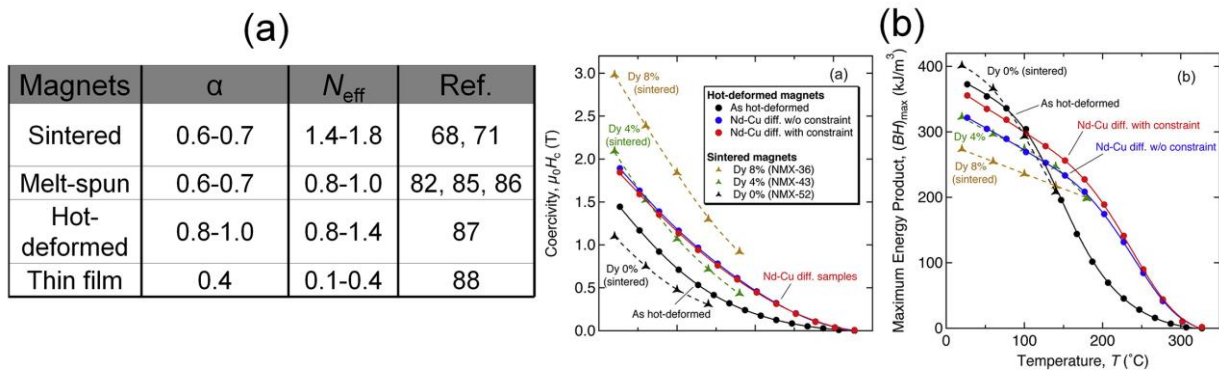 (a)
Magnets α Neff Ref.
Sintered 0.6-0.7 1.4-1.8 68, 71
Melt-spun 0.6-0.7 0.8-1.0 82, 85, 86
Hot-
deformed 0.8-1.0 0.8-1.4 87
Thin film 0.4 0.1-0.4 88
(b)
(a)
3.0
2.5
2.0
1.5
1.0
0.5
0.0
Coercivity, μ0Hc (T)
Dy 8%
(sintered)
Dy 4%
(sintered)
Dy 0%
(sintered)
As hot-deformed
Nd-Cu diff. samples
Hot-deformed magnets
As hot-deformed
Nd-Cu diff. w/o constraint
Nd-Cu diff. with constraint
Sintered magnets
Dy 8% (NMX-36)
Dy 4% (NMX-43)
Dy 0% (NMX-52)
(b)
400
300
200
100
0
Maximum Energy Product, (BH)max (kJ/m3)
Dy 0% (sintered)
As hot-deformed
Nd-Cu diff. with constraint
Nd-Cu diff. w/o constraint
Dy 4%
Dy 8%
(sintered)
0 100 200 300
Temperature, T (˚C)